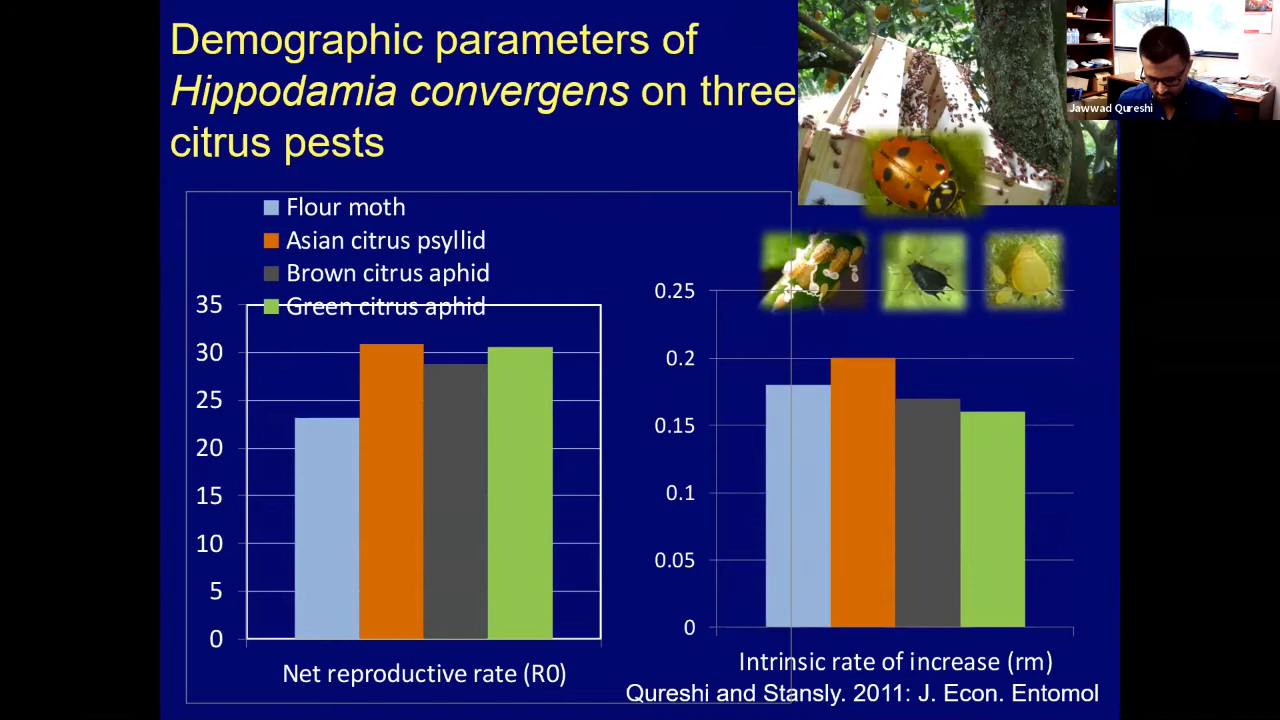 Demographic parameters of
Hippodamia convergens on three
citrus pests
Jawwad Qureshi
Flour moth
Asian citrus psyllid
Brown citrus aphid
Green citrus aphid
35
30
25
20
15
10
5
0
Net reproductive rate (R0)
0.25
0.2
0.15
0.1
0.05
0
Intrinsic rate of increase (rm)
Qureshi and Stansly. 2011: J. Econ. Entomol